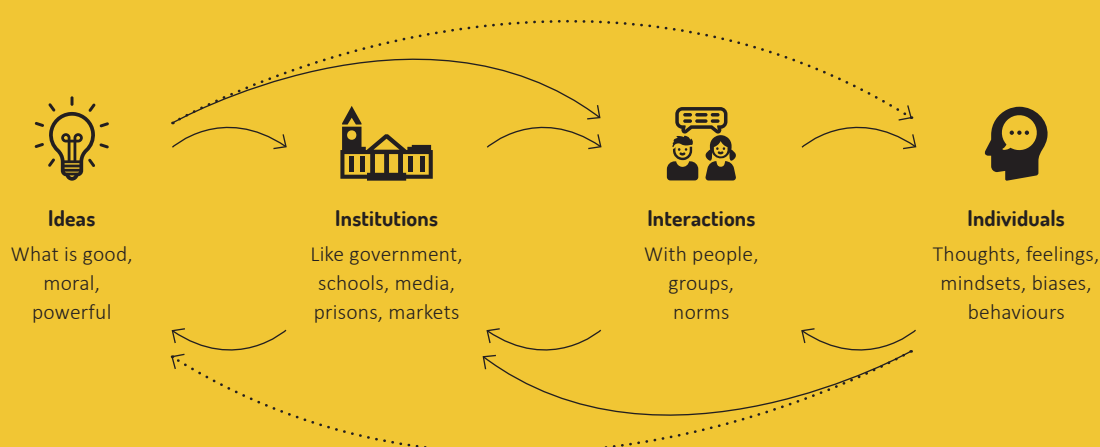 Ideas
What is good,
moral,
powerful
Institutions
Like government,
schools, media,
prisons, markets
Interactions
With people,
groups,
norms
Individuals
Thoughts, feelings,
mindsets, biases,
behaviours